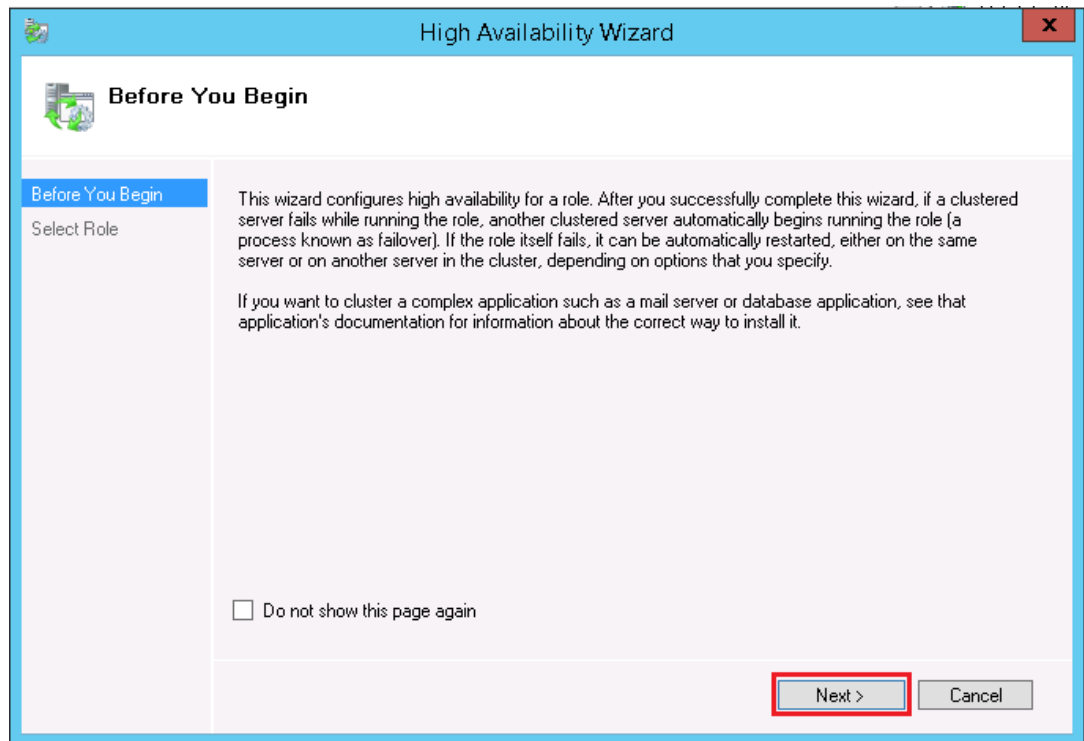 High Availability Wizard
X
Before You Begin
Before You Begin
Select Role
This wizard configures high availability for a role. After you successfully complete this wizard, if a clustered
server fails while running the role, another clustered server automatically begins running the role (a
process known as failover). If the role itself fails, it can be automatically restarted, either on the same
server or on another server in the cluster, depending on options that you specify.
If you want to cluster a complex application such as a mail server or database application, see that
application's documentation for information about the correct way to install it.
Do not show this page again
Next >
Cancel